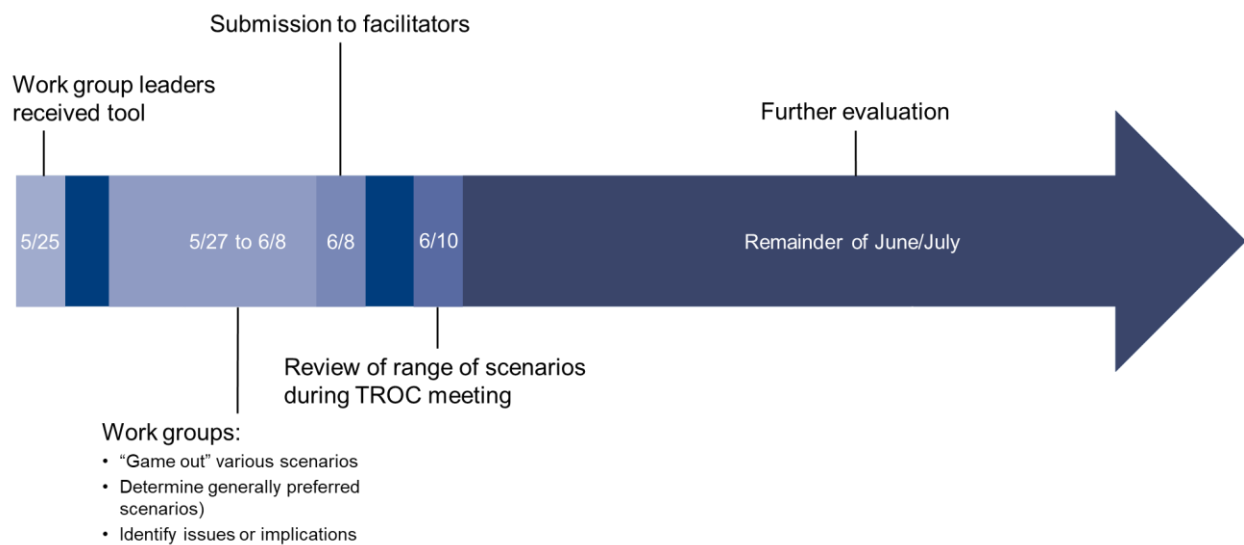 Submission to facilitators
Work group leaders
received tool
Further evaluation
5/25
5/27 to 6/8
6/8
6/10
Remainder of June/July
Review of range of scenarios
during TROC meeting
Work groups:
• “Game out” various scenarios
• Determine generally preferred
scenarios)
• Identify issues or implications